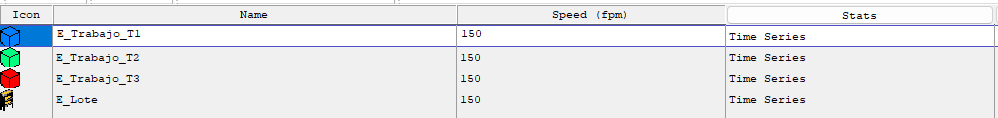 Icon Name Speed (fpm) Stats
E_Trabajo_T1 150 Time Series
E_Trabajo_T2 150 Time Series
E_Trabajo_T3 150 Time Series
E_Lote 150 Time Series